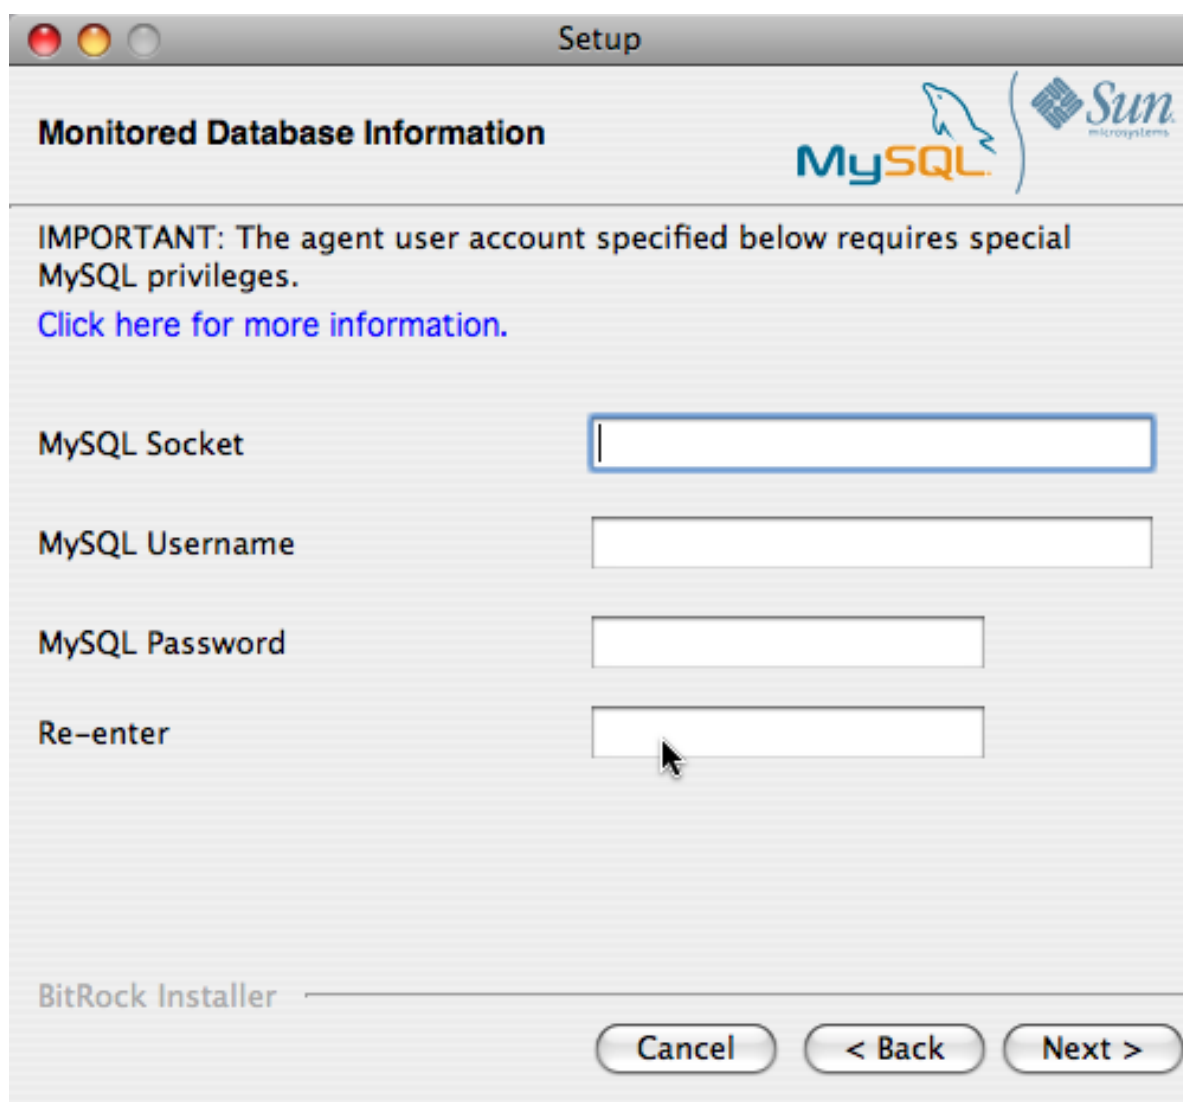 Setup
Monitored Database Information
MySQL
Sun
microsystems
IMPORTANT: The agent user account specified below requires special
MySQL privileges.
Click here for more information.
MySQL Socket
MySQL Username
MySQL Password
Re-enter
BitRock Installer
Cancel
< Back
Next >